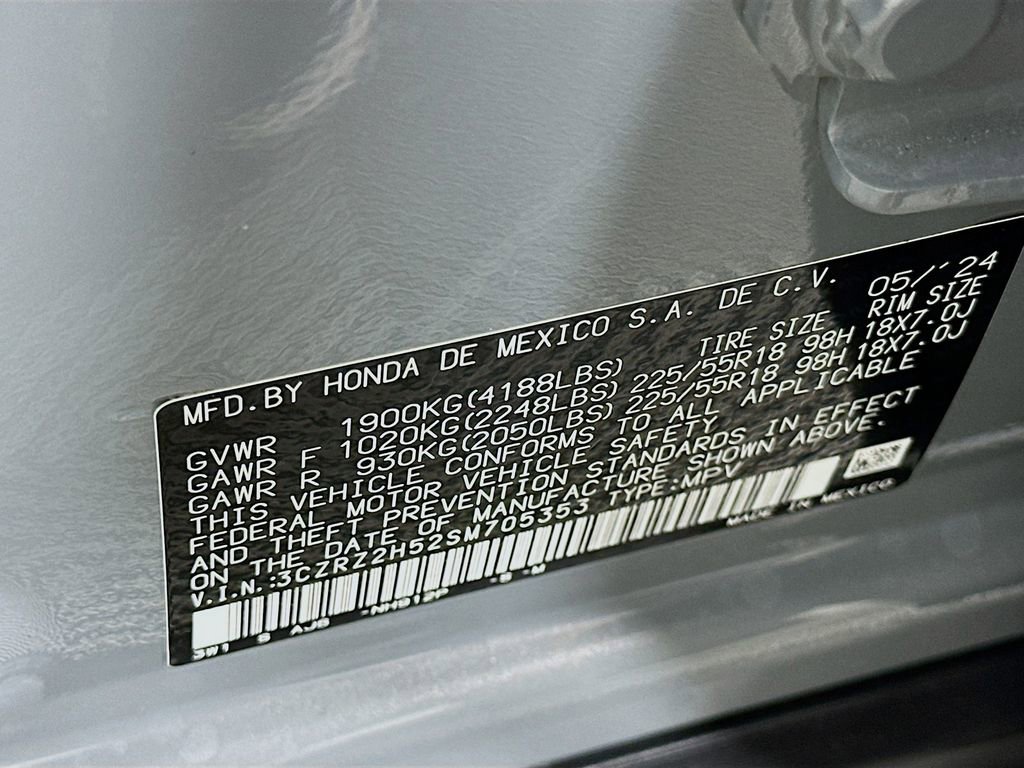 MFD.BY HONDA DE MEXICO S.A. DE C.V. 05/'24
GVWR 1900KG(4188LBS) TIRE SIZE RIM SIZE
GAWR F 1020KG(2248LBS) 225/55R18 98H 18X7.0J
GAWR R 930KG(2050LBS) 225/55R18 98H 18X7.0J
THIS VEHICLE CONFORMS TO ALL APPLICABLE
FEDERAL MOTOR VEHICLE SAFETY
AND THEFT PREVENTION STANDARDS IN EFFECT
ON THE DATE OF MANUFACTURE SHOWN ABOVE.
V.I.N.:3CZRZ2H52SM705353 TYPE:MPV
MADE IN MEXICO
3W1 S AJS -NH912P -S -M